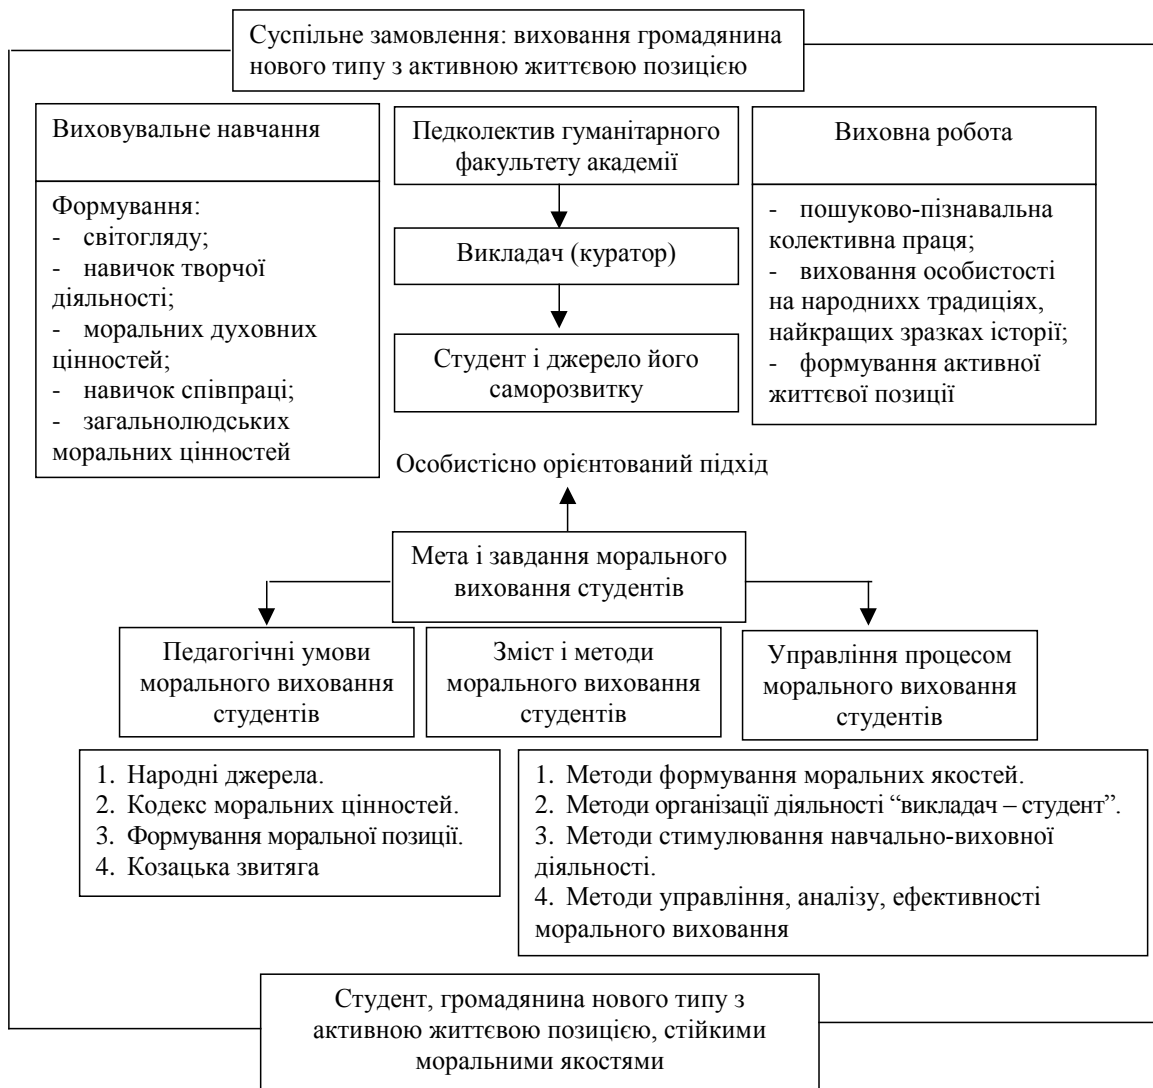 Суспільне замовлення: виховання громадянина
нового типу з активною життєвою позицією
Виховувальне навчання
Формування:
- світогляду;
- навичок творчої
діяльності;
- моральних духовних
цінностей;
- навичок співпраці;
- загальнолюдських
моральних цінностей
Педколектив гуманітарного
факультету академії
Викладач (куратор)
Студент і джерело його
саморозвитку
Виховна робота
- пошуково-пізнавальна
колективна праця;
- виховання особистості
на народнихх традиціях,
найкращих зразках історії;
- формування активної
життєвої позиції
Особистісно орієнтований підхід
Мета і завдання морального
виховання студентів
Педагогічні умови
морального виховання
студентів
Зміст і методи
морального виховання
студентів
Управління процесом
морального виховання
студентів
1. Народні джерела.
2. Кодекс моральних цінностей.
3. Формування моральної позиції.
4. Козацька звитяга
1. Методи формування моральних якостей.
2. Методи організації діяльності “викладач – студент”.
3. Методи стимулювання навчально-виховної
діяльності.
4. Методи управління, аналізу, ефективності
морального виховання
Студент, громадянина нового типу з
активною життєвою позицією, стійкими
моральними якостями